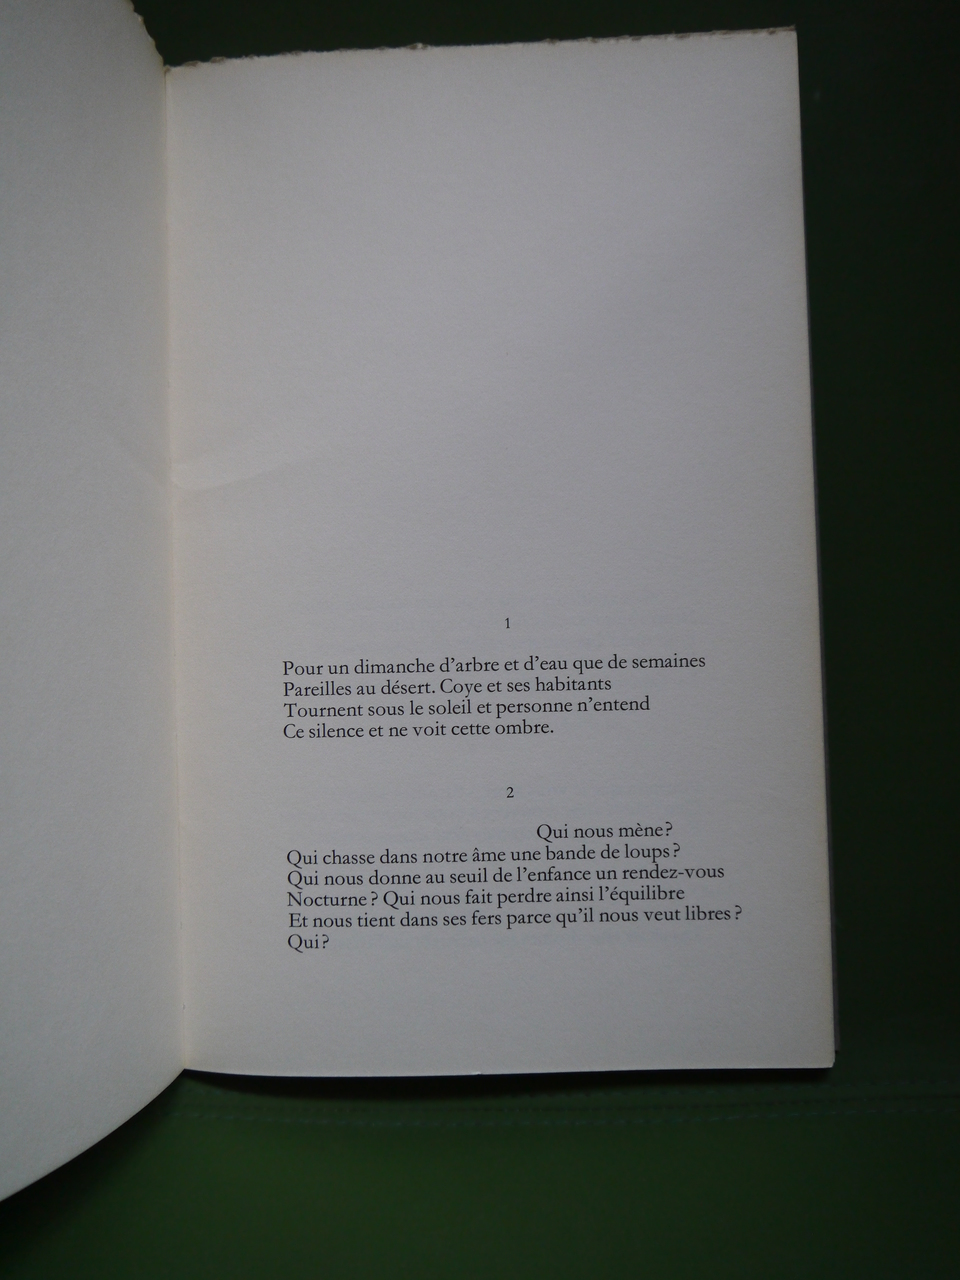 1
Pour un dimanche d'arbre et d'eau que de semaines
Pareilles au désert. Coye et ses habitants
Tournent sous le soleil et personne n'entend
Ce silence et ne voit cette ombre.
2
Qui nous mène?
Qui chasse dans notre âme une bande de loups?
Qui nous donne au seuil de l'enfance un rendez-vous
Nocturne? Qui nous fait perdre ainsi l'équilibre
Et nous tient dans ses fers parce qu'il nous veut libres?
Qui?